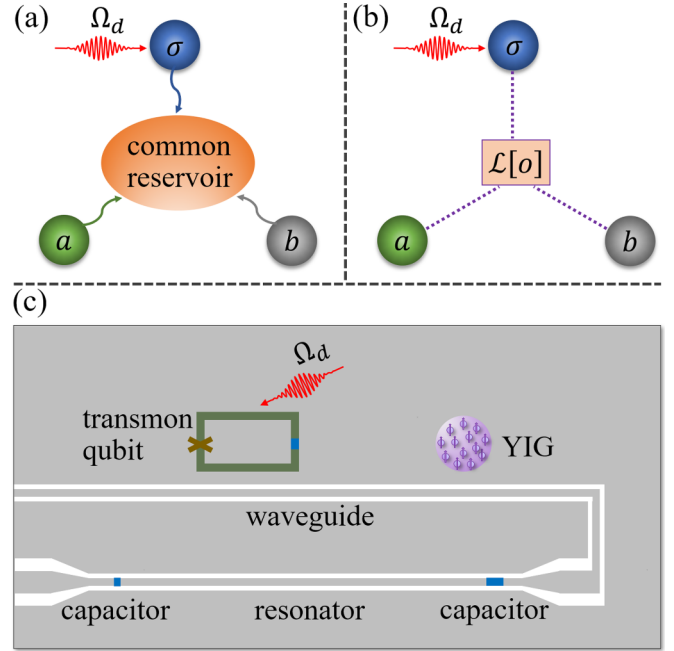 (a)
Ω_d
σ
common
reservoir
a
b
(b)
Ω_d
σ
ℒ[o]
a
b
(c)
Ω_d
transmon
qubit
YIG
waveguide
capacitor resonator capacitor